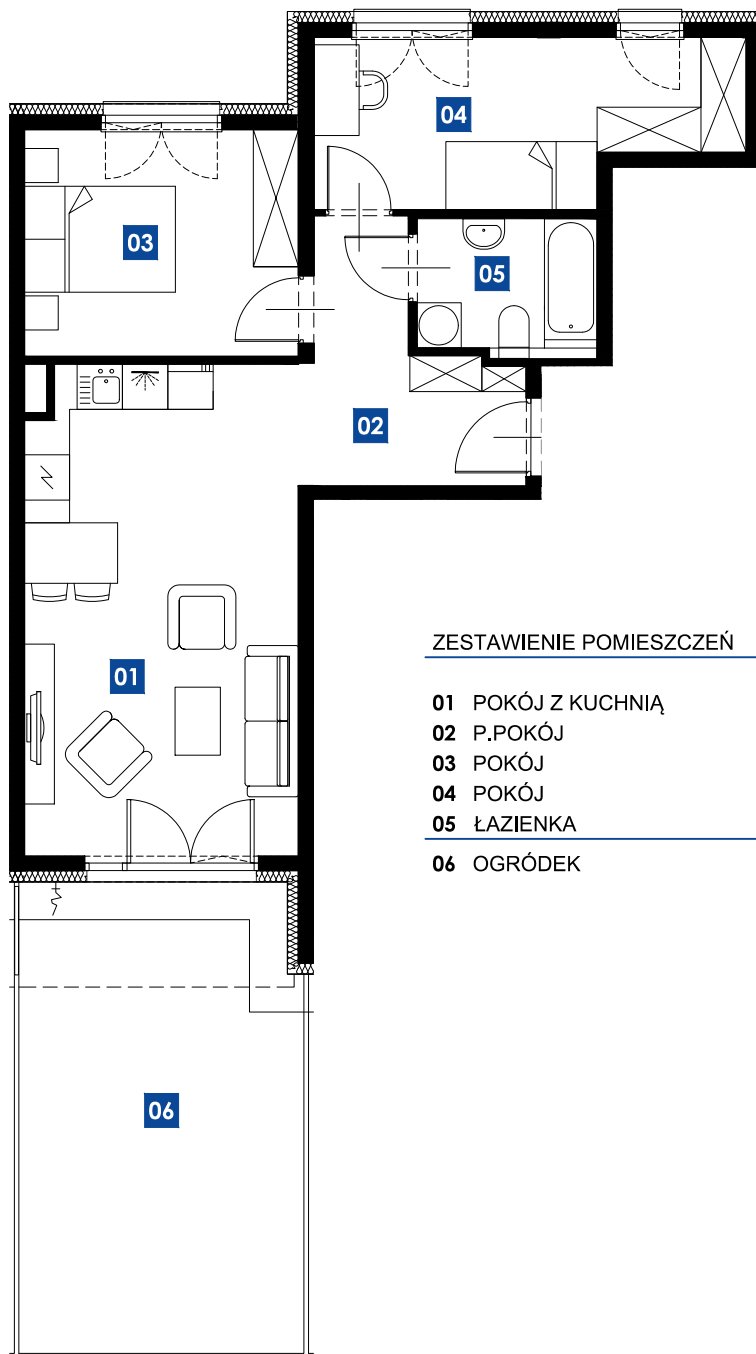 04
03
05
02
01
ZESTAWIENIE POMIESZCZEŃ
01 POKÓJ Z KUCHNIĄ
02 P.POKÓJ
03 POKÓJ
04 POKÓJ
05 ŁAZIENKA
06 OGRÓDEK
06